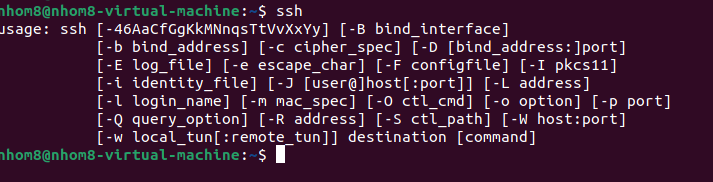 nhom8@nhom8-virtual-machine:~$ ssh
usage: ssh [-46AaCfGgKkMNnqsTtVvXxYy] [-B bind_interface]
           [-b bind_address] [-c cipher_spec] [-D [bind_address:]port]
           [-E log_file] [-e escape_char] [-F configfile] [-I pkcs11]
           [-i identity_file] [-J [user@]host[:port]] [-L address]
           [-l login_name] [-m mac_spec] [-O ctl_cmd] [-o option] [-p port]
           [-Q query_option] [-R address] [-S ctl_path] [-W host:port]
           [-w local_tun[:remote_tun]] destination [command]
nhom8@nhom8-virtual-machine:~$